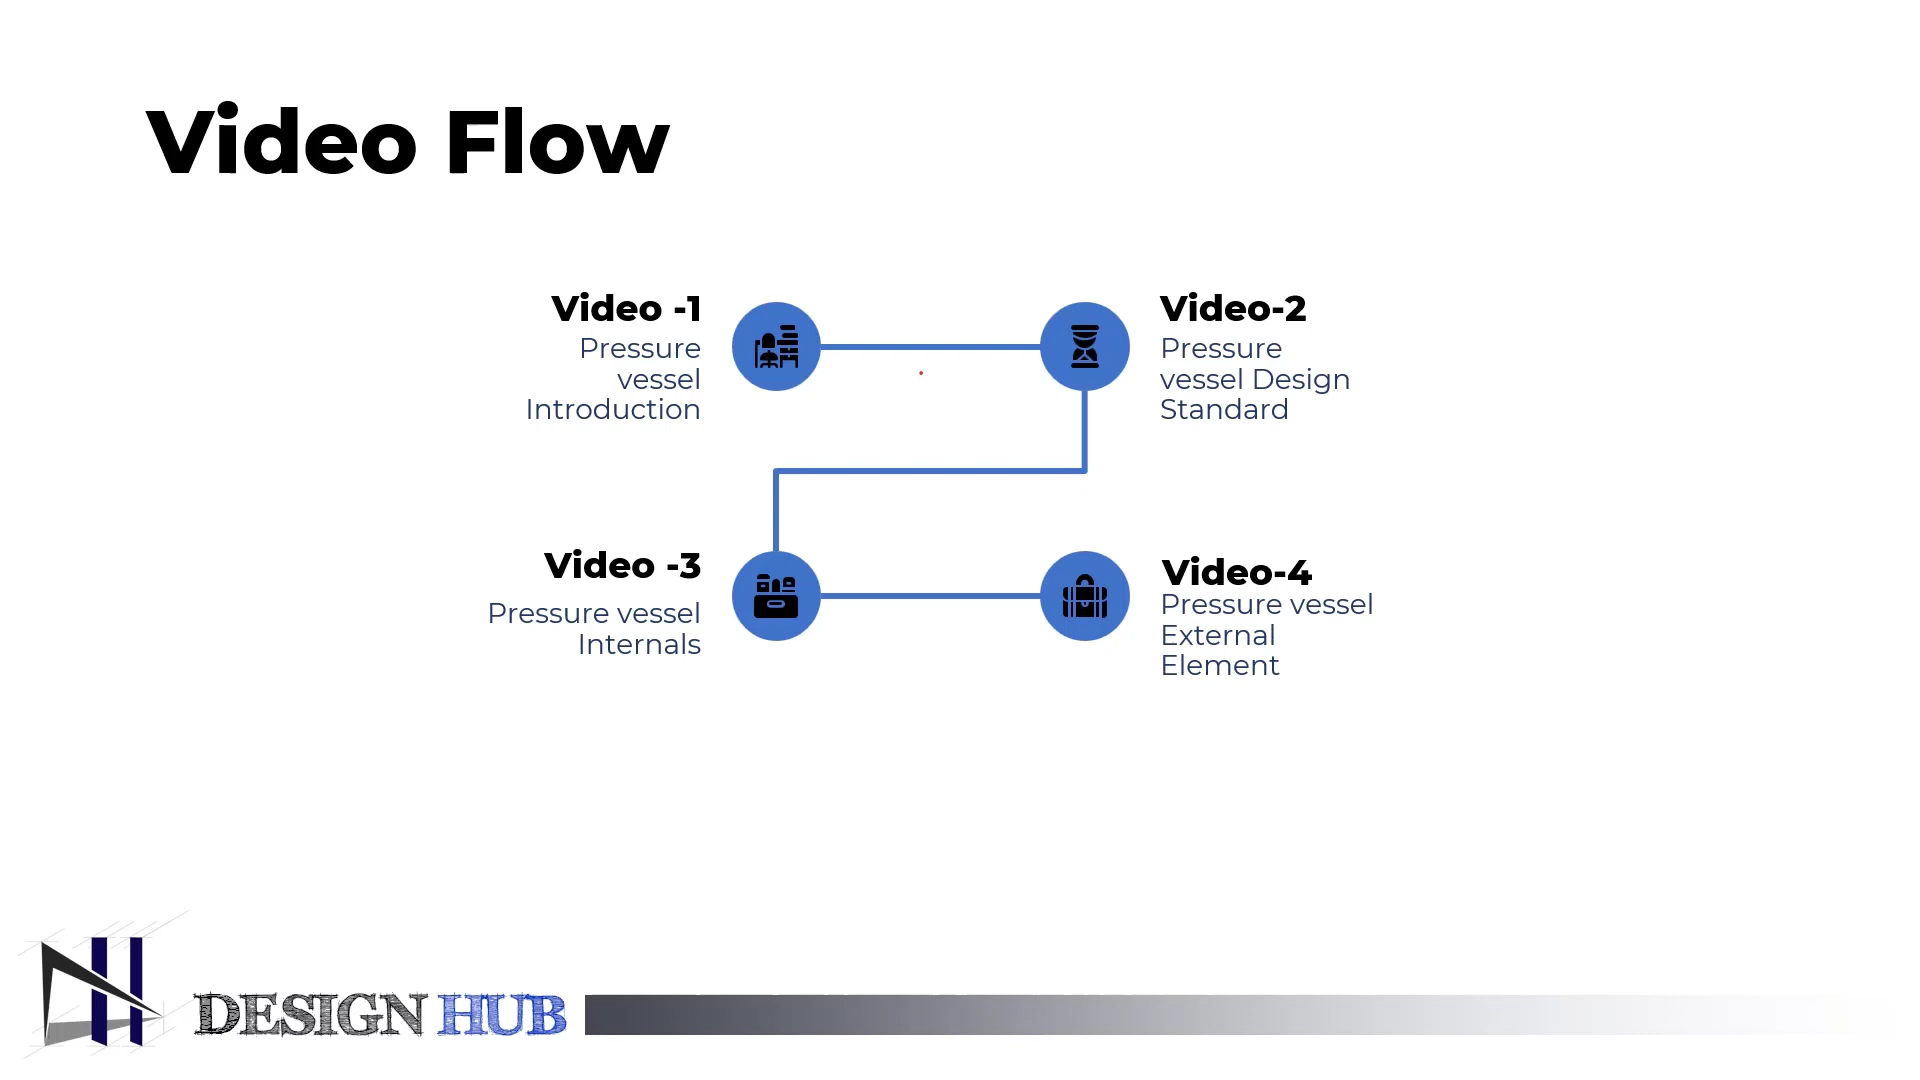 Video Flow
Video -1
Pressure
vessel
Introduction
Video-2
Pressure
vessel Design
Standard
Video -3
Pressure vessel
Internals
Video-4
Pressure vessel
External
Element
DESIGN HUB